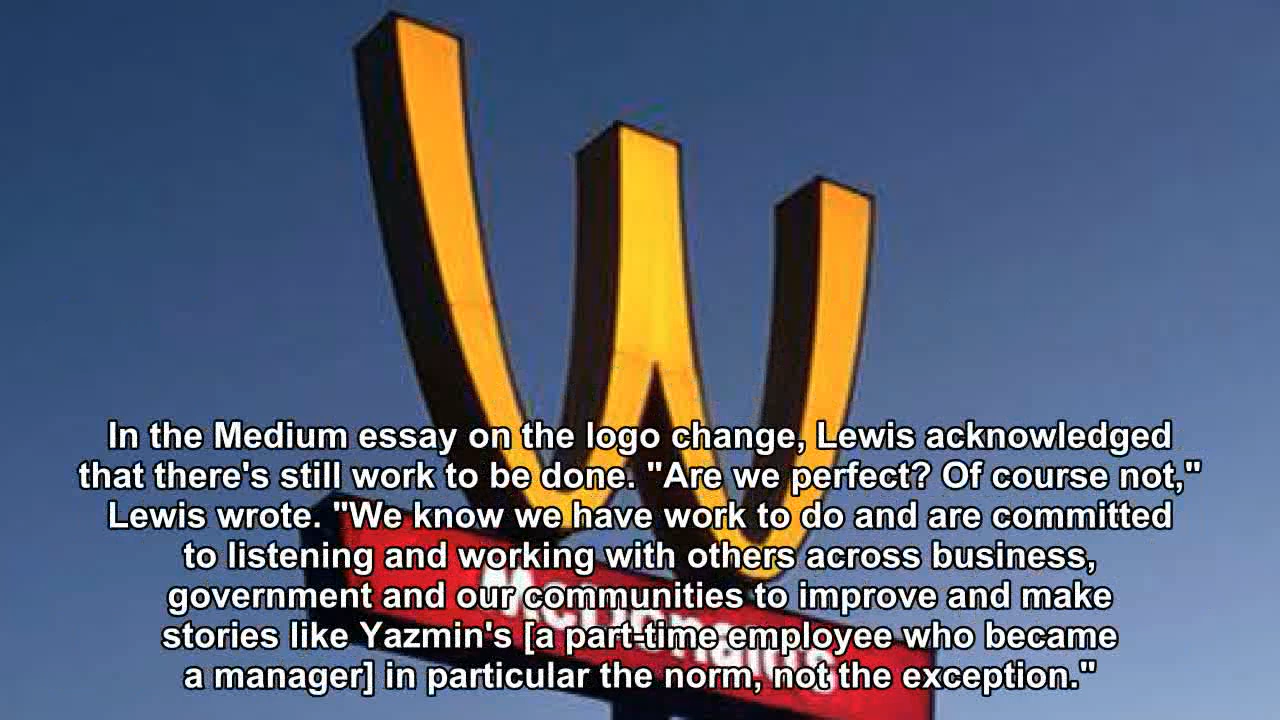 In the Medium essay on the logo change, Lewis acknowledged
that there's still work to be done. "Are we perfect? Of course not,"
Lewis wrote. "We know we have work to do and are committed
to listening and working with others across business,
government and our communities to improve and make
stories like Yazmin's [a part-time employee who became
a manager] in particular the norm, not the exception."
McDonald's